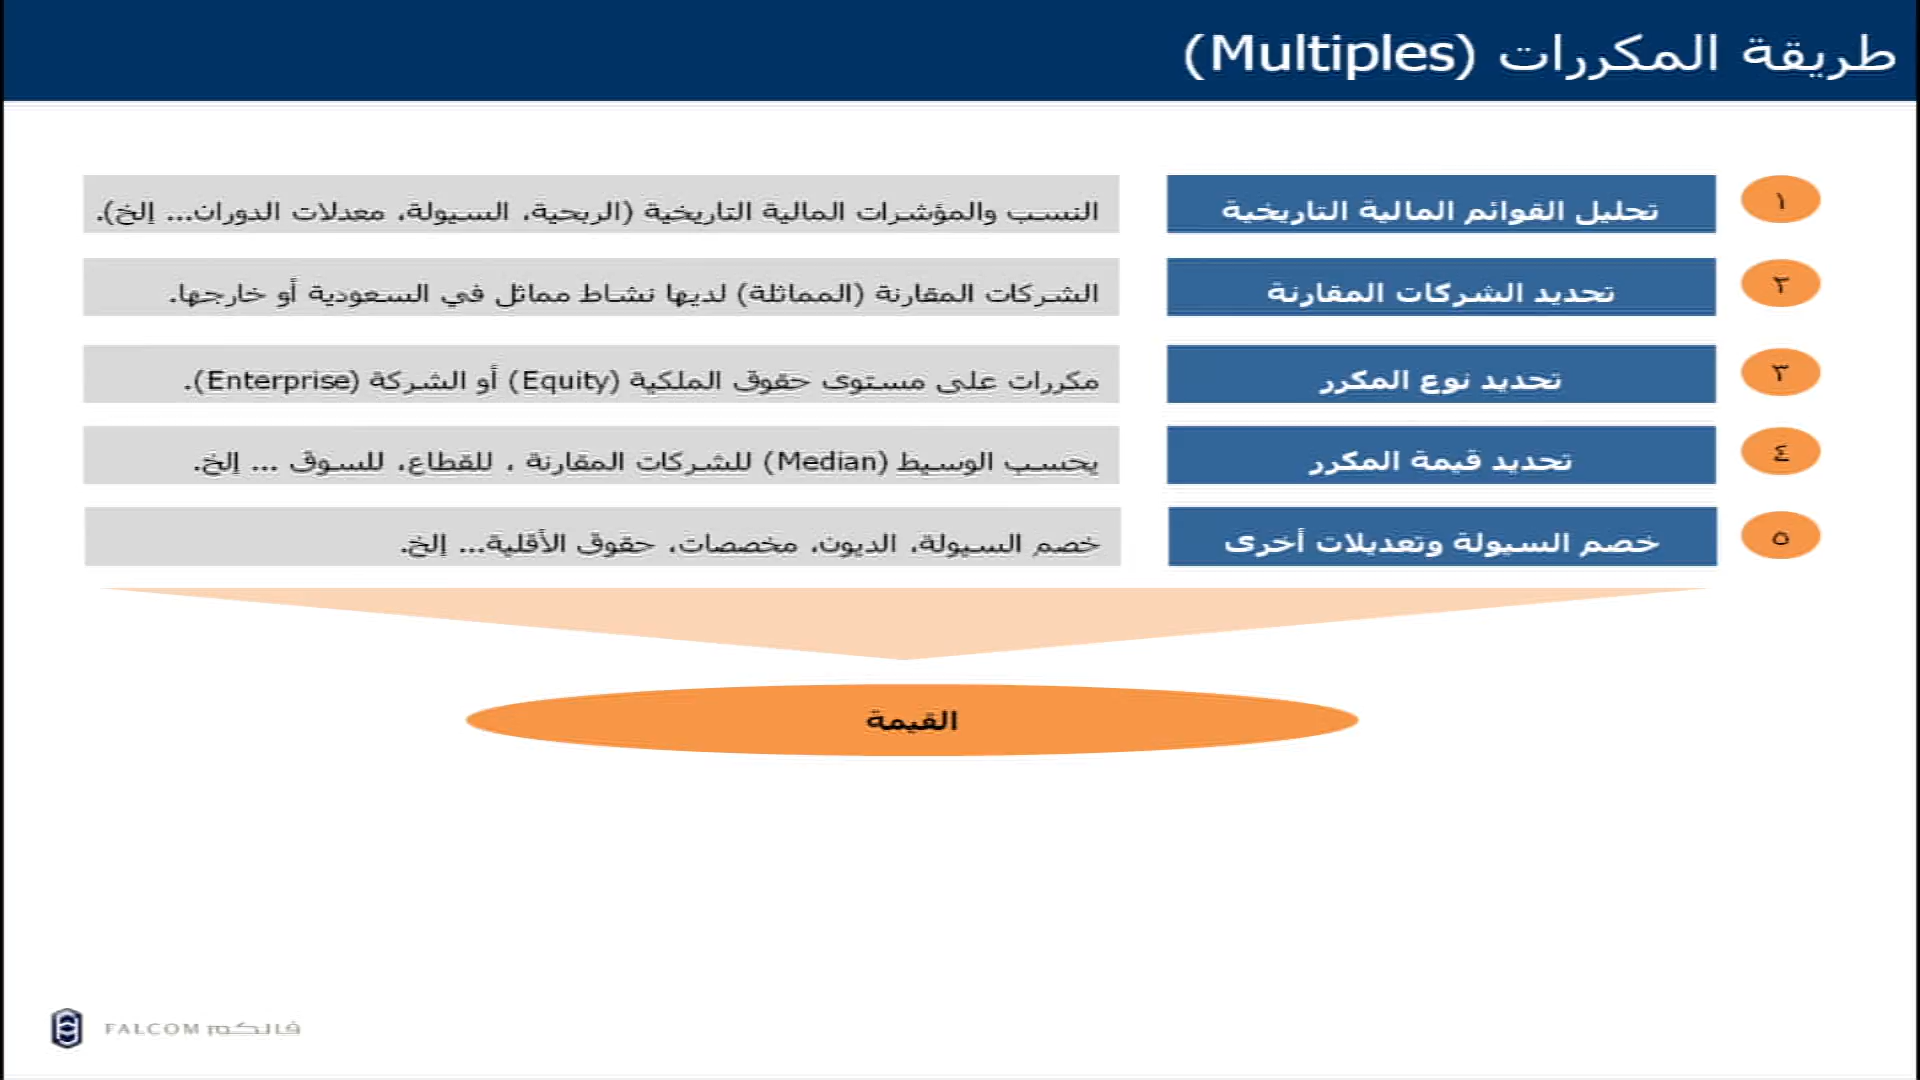 طريقة المكررات (Multiples)
١
تحليل القوائم المالية التاريخية
النسب والمؤشرات المالية التاريخية (الربحية، السيولة، معدلات الدوران... إلخ).
٢
تحديد الشركات المقارنة
الشركات المقارنة (المماثلة) لديها نشاط مماثل في السعودية أو خارجها.
٣
تحديد نوع المكرر
مكررات على مستوى حقوق الملكية (Equity) أو الشركة (Enterprise).
٤
تحديد قيمة المكرر
يحسب الوسيط (Median) للشركات المقارنة ، للقطاع، للسوق ... إلخ.
٥
خصم السيولة وتعديلات أخرى
خصم السيولة، الديون، مخصصات، حقوق الأقلية... إلخ.
القيمة
FALCOM فالكم